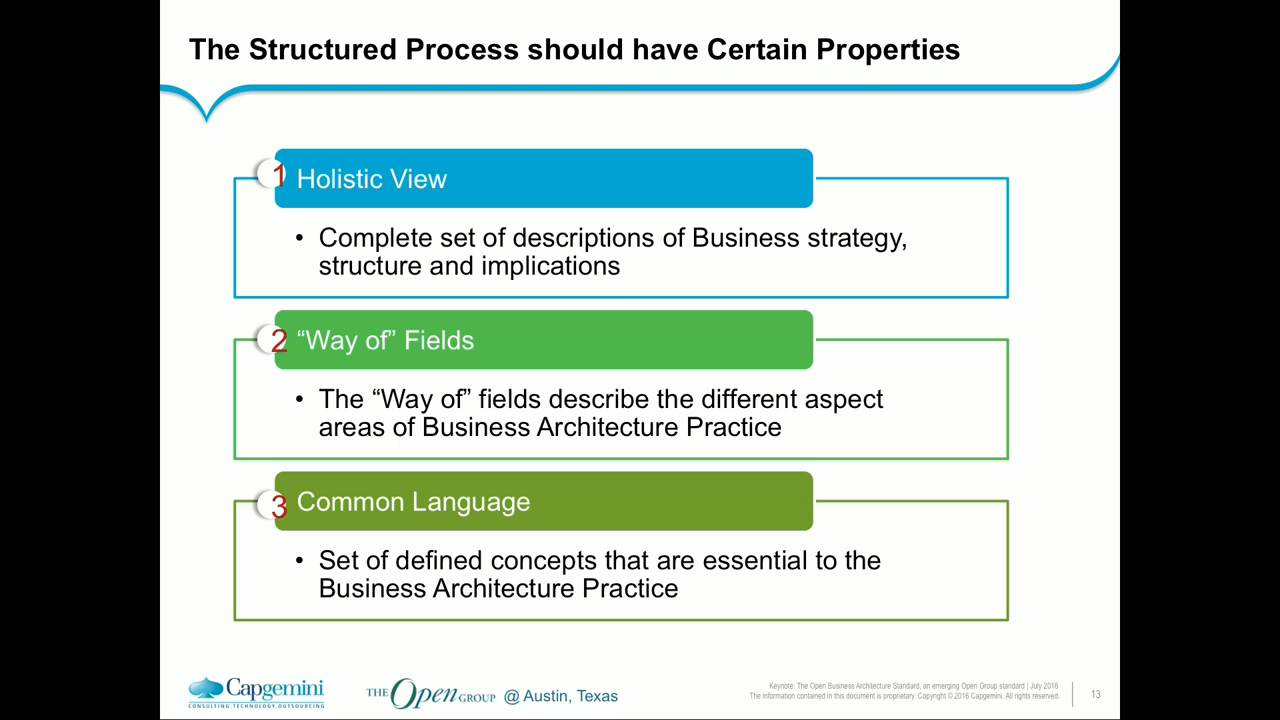 The Structured Process should have Certain Properties
1 Holistic View
• Complete set of descriptions of Business strategy,
structure and implications
2 “Way of” Fields
• The “Way of” fields describe the different aspect
areas of Business Architecture Practice
3 Common Language
• Set of defined concepts that are essential to the
Business Architecture Practice
Capgemini
CONSULTING.TECHNOLOGY.OUTSOURCING
THE Open GROUP @ Austin, Texas
Keynote: The Open Business Architecture Standard, an emerging Open Group standard | July 2016
The information contained in this document is proprietary. Copyright © 2016 Capgemini. All rights reserved.
13